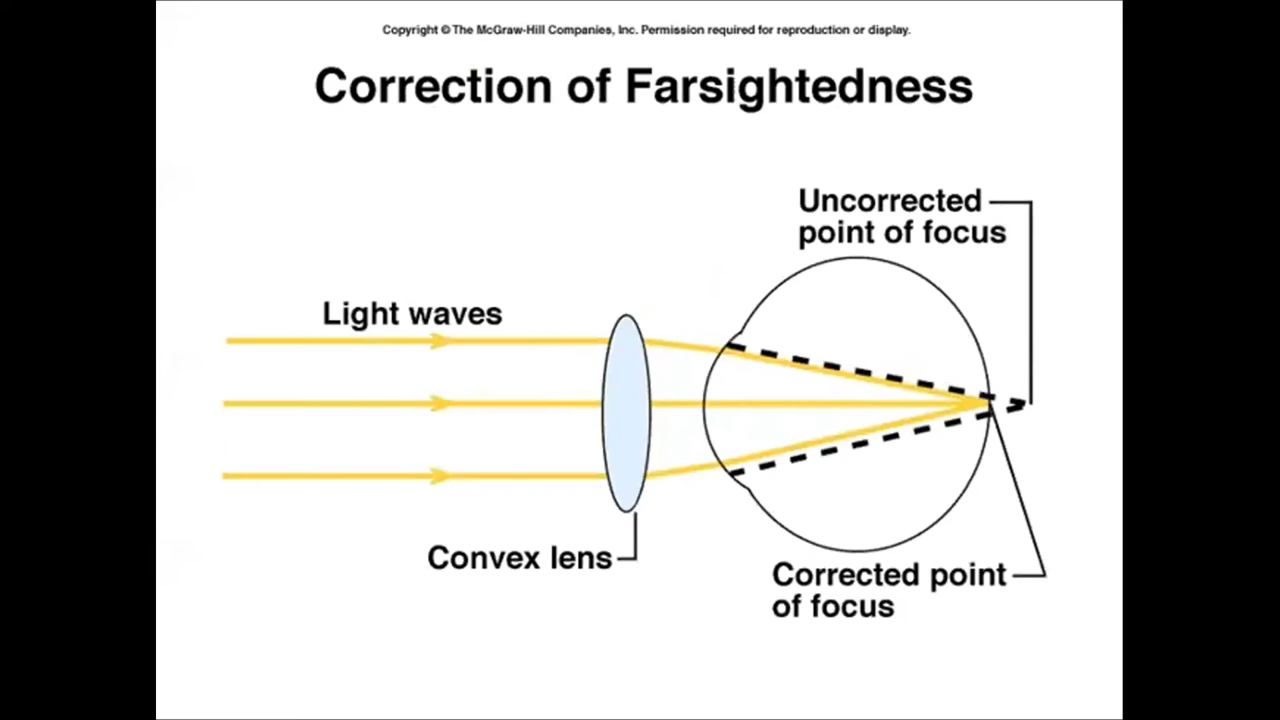 Copyright © The McGraw-Hill Companies, Inc. Permission required for reproduction or display.
Correction of Farsightedness
Uncorrected
point of focus
Light waves
Convex lens
Corrected point
of focus